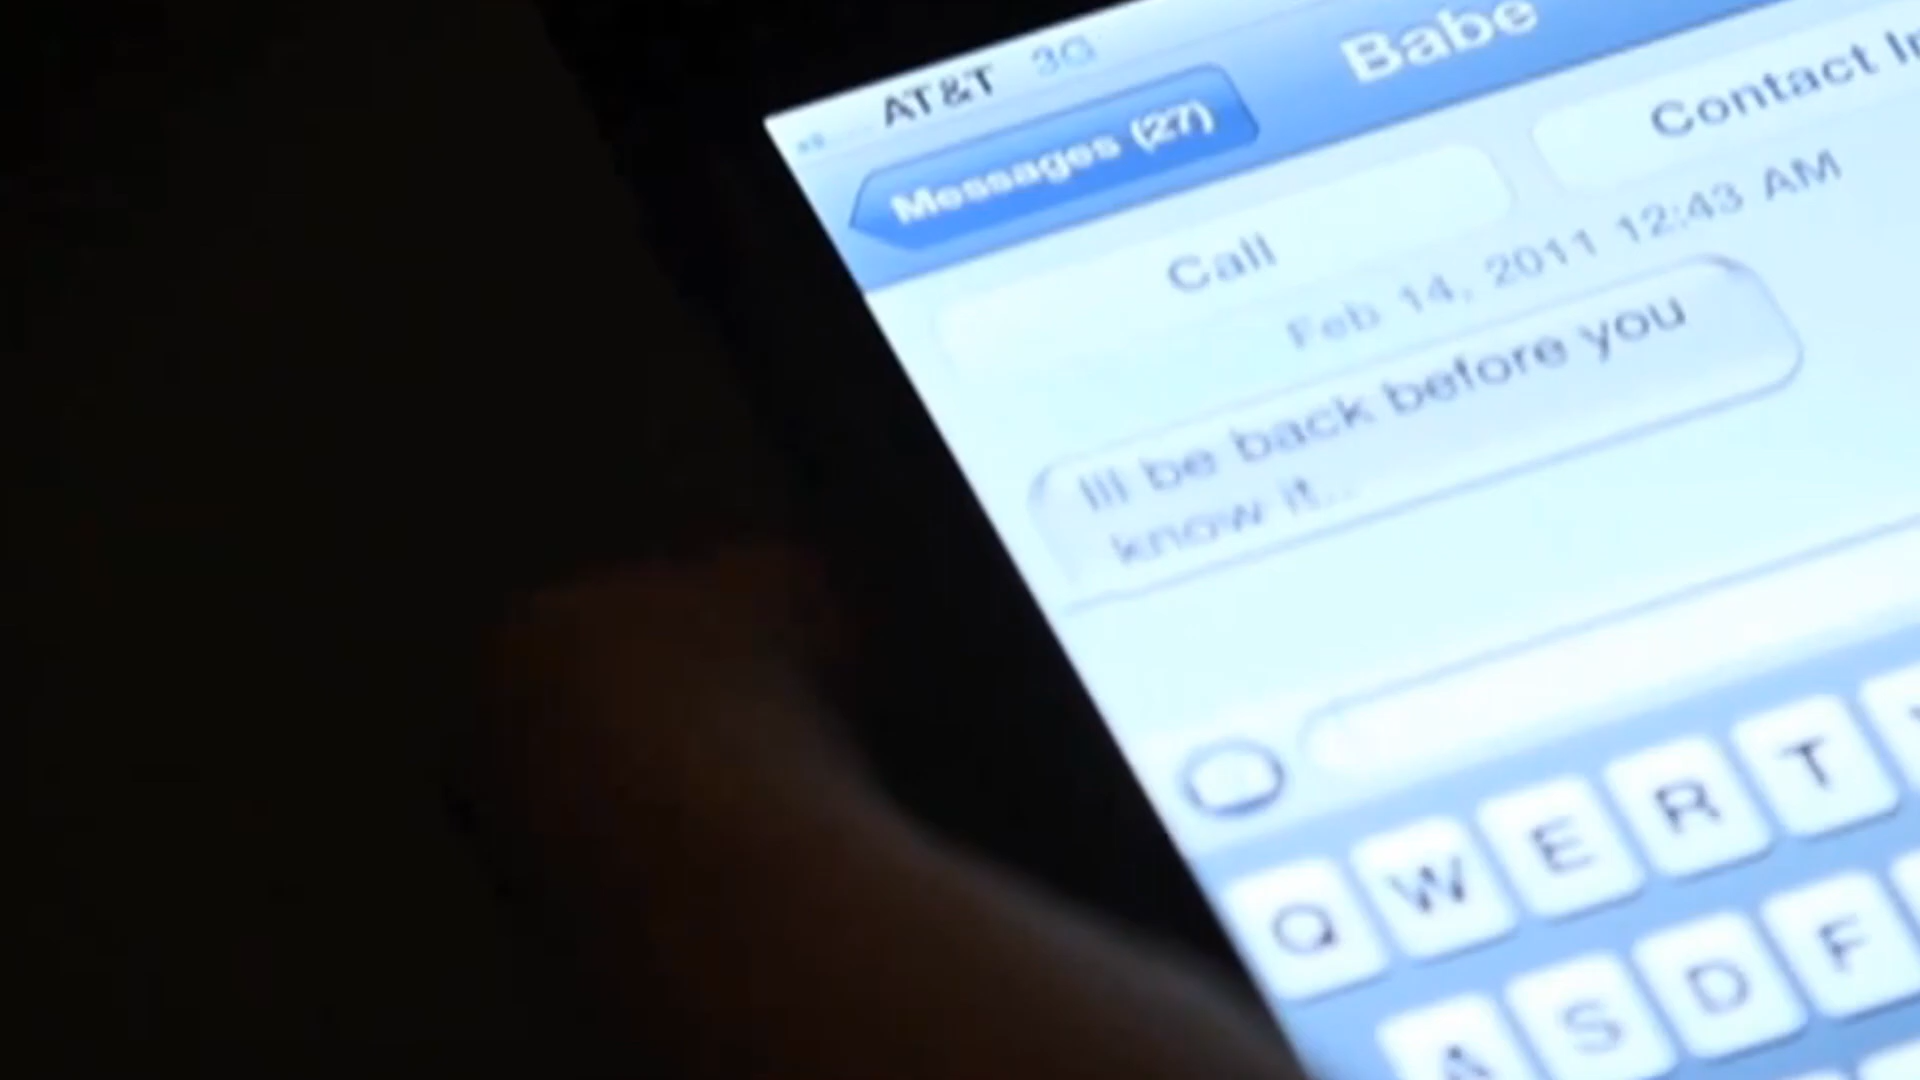 AT&T 3G
Messages (27)
Babe
Call
Contact
Feb 14, 2011 12:43 AM
Ill be back before you
know it...
Q W E R T
A S D F